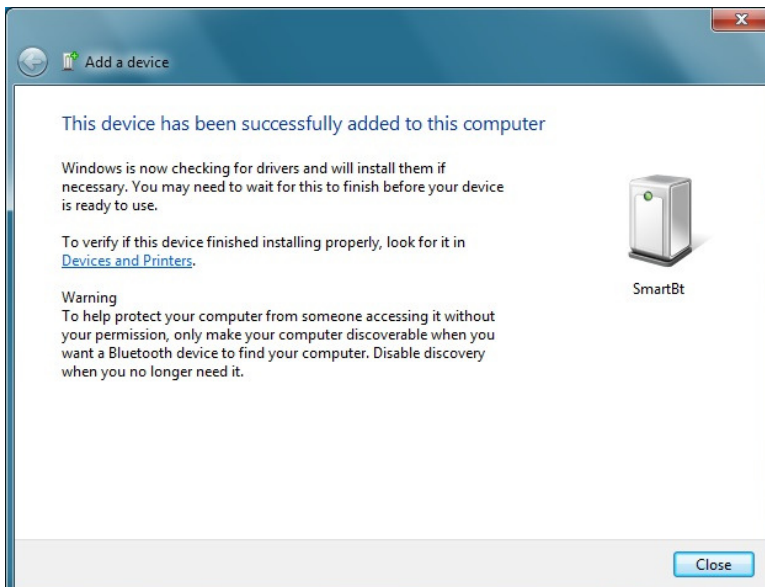 Add a device
This device has been successfully added to this computer
Windows is now checking for drivers and will install them if
necessary. You may need to wait for this to finish before your device
is ready to use.
To verify if this device finished installing properly, look for it in
Devices and Printers.
SmartBt
Warning
To help protect your computer from someone accessing it without
your permission, only make your computer discoverable when you
want a Bluetooth device to find your computer. Disable discovery
when you no longer need it.
Close